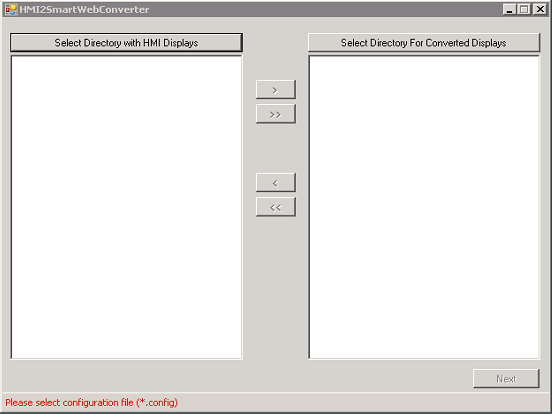 HMI2SmartWebConverter
Select Directory with HMI Displays
Select Directory For Converted Displays
>
>>
<
<<
Next
Please select configuration file (*.config)